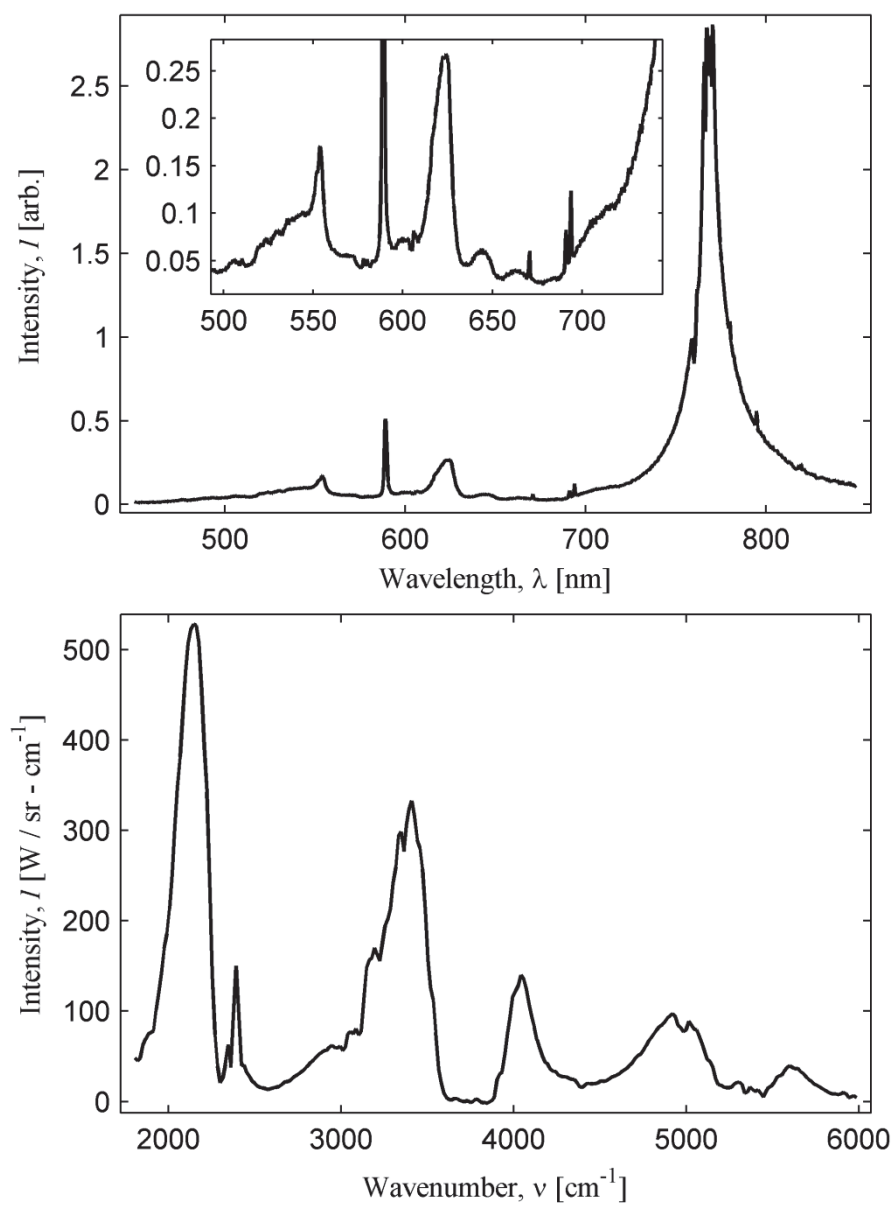 Intensity, I [arb.]
2.5
2
1.5
1
0.5
0
0.25
0.2
0.15
0.1
0.05
500 550 600 650 700
500 600 700 800
Wavelength, λ [nm]
Intensity, I [W / sr - cm⁻¹]
500
400
300
200
100
0
2000 3000 4000 5000 6000
Wavenumber, ν [cm⁻¹]